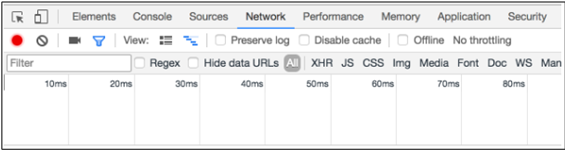 Elements Console Sources Network Performance Memory Application Security
View: Preserve log Disable cache Offline No throttling
Filter Regex Hide data URLs All XHR JS CSS Img Media Font Doc WS Man
10ms 20ms 30ms 40ms 50ms 60ms 70ms 80ms